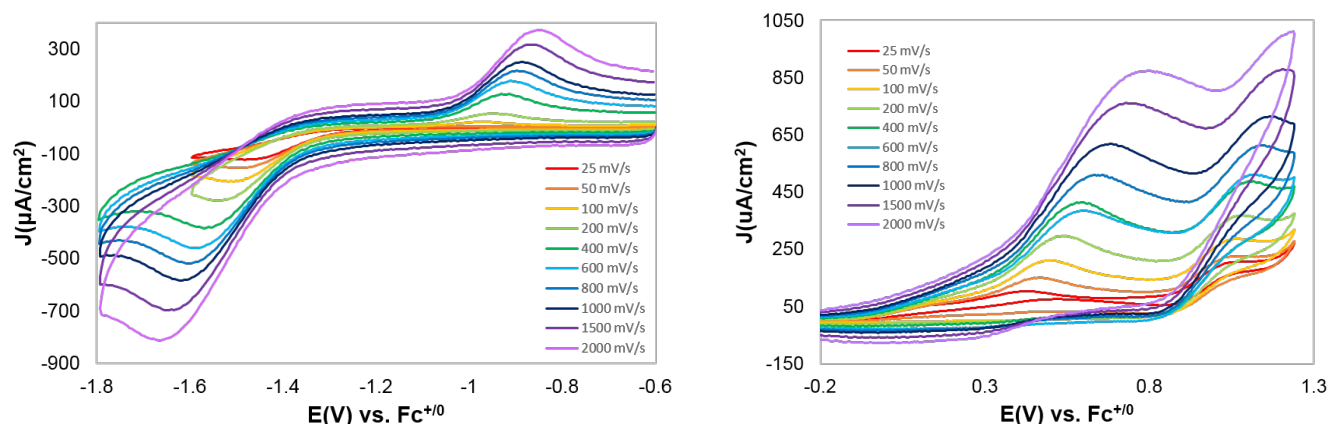 300
100
-100
-300
-500
-700
-900
J(µA/cm²)
-1.8
-1.6
-1.4
-1.2
-1
-0.8
-0.6
E(V) vs. Fc⁺/⁰
25 mV/s
50 mV/s
100 mV/s
200 mV/s
400 mV/s
600 mV/s
800 mV/s
1000 mV/s
1500 mV/s
2000 mV/s
1050
850
650
450
250
50
-150
J(uA/cm²)
-0.2
0.3
0.8
1.3
E(V) vs. Fc⁺/⁰
25 mV/s
50 mV/s
100 mV/s
200 mV/s
400 mV/s
600 mV/s
800 mV/s
1000 mV/s
1500 mV/s
2000 mV/s